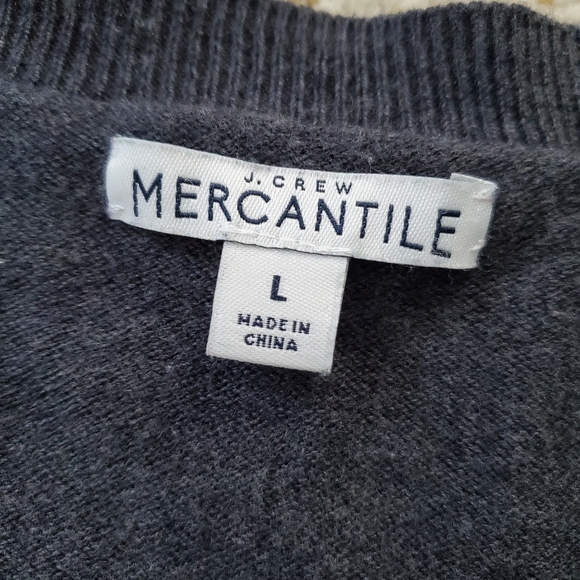 J. CREW
MERCANTILE
L
MADE IN
CHINA